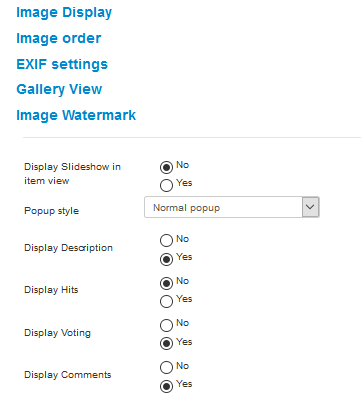 Image Display
Image order
EXIF settings
Gallery View
Image Watermark
Display Slideshow in
item view
No
Yes
Popup style
Normal popup
Display Description
No
Yes
Display Hits
No
Yes
Display Voting
No
Yes
Display Comments
No
Yes